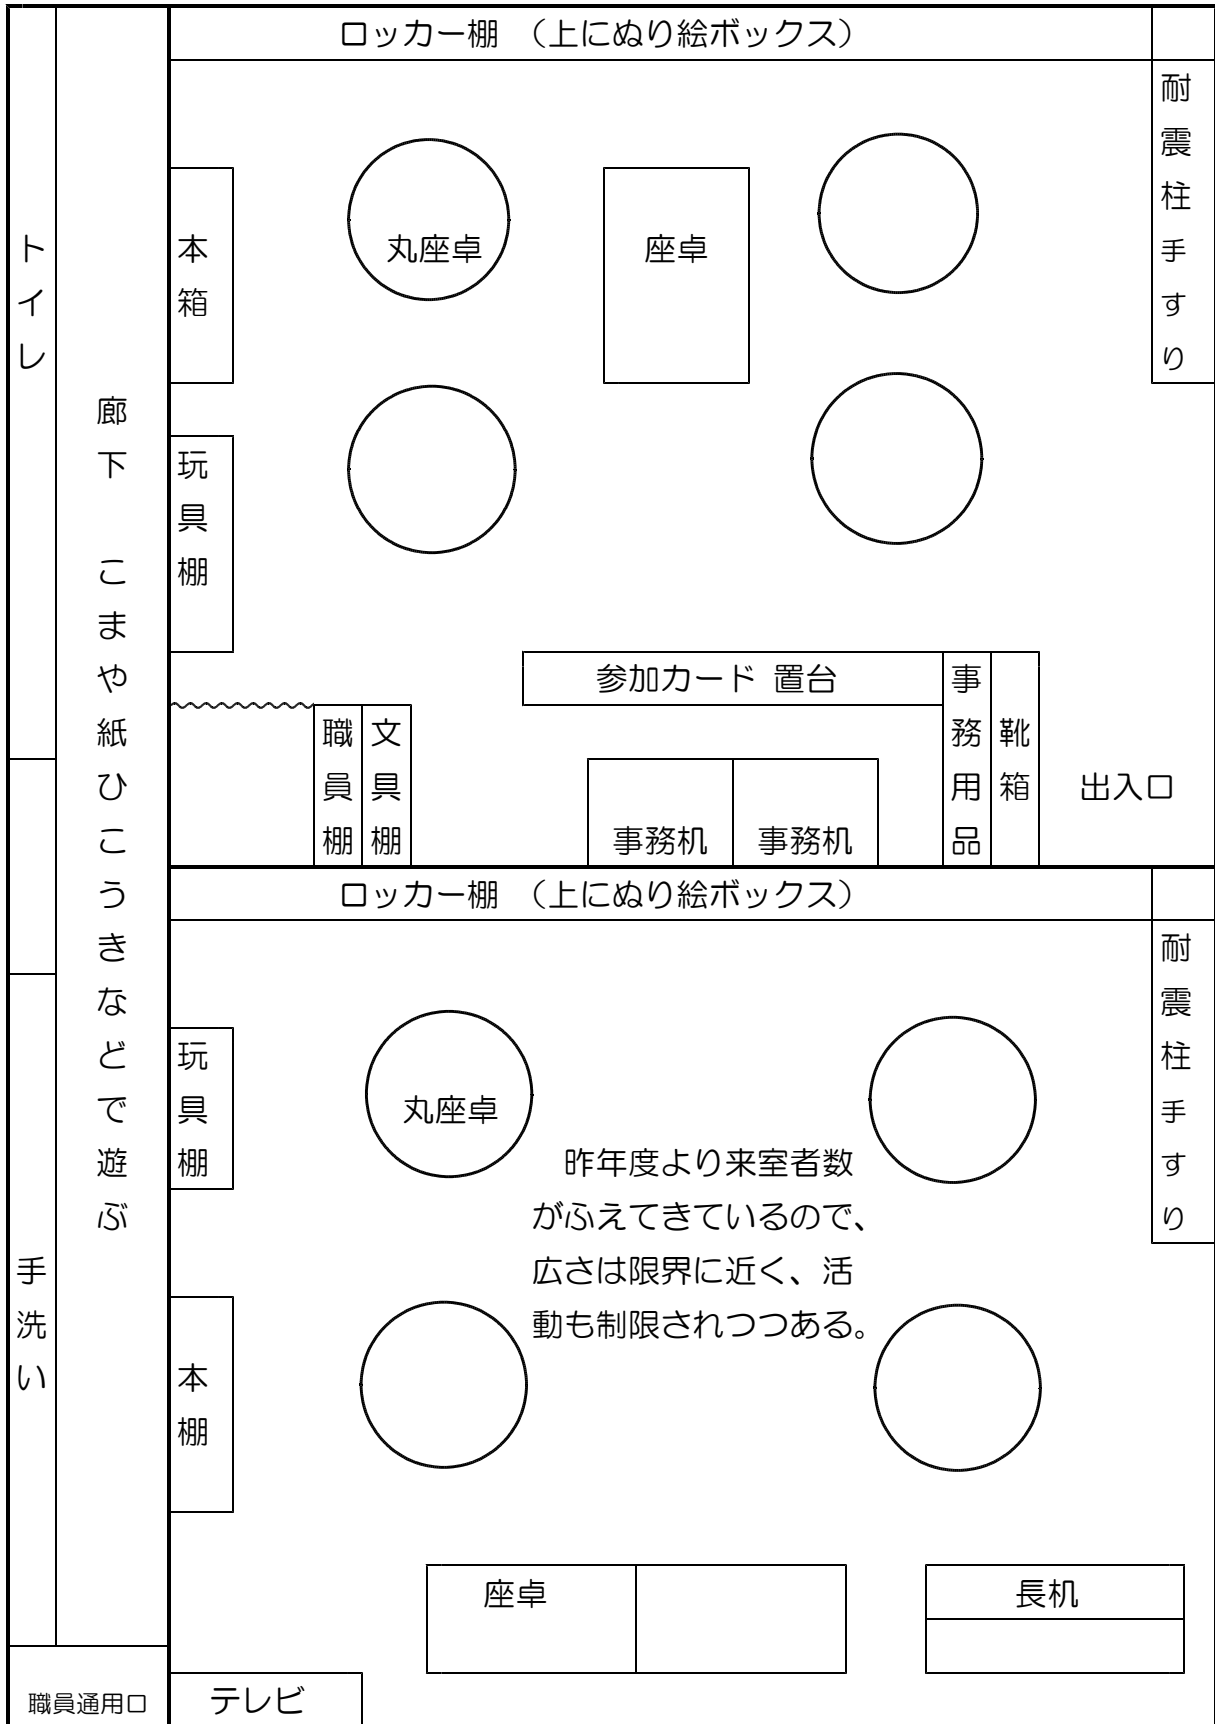 ロッカー棚　（上にぬり絵ボックス）
耐震柱手すり
丸座卓
座卓
本箱
トイレ
廊下　こまや紙ひこうきなどで遊ぶ
玩具棚
参加カード 置台
事務用品
靴箱
職員棚
文具棚
出入口
事務机
事務机
ロッカー棚　（上にぬり絵ボックス）
耐震柱手すり
玩具棚
丸座卓
昨年度より来室者数
がふえてきているので、
広さは限界に近く、活
動も制限されつつある。
手洗い
本棚
座卓
長机
職員通用口
テレビ